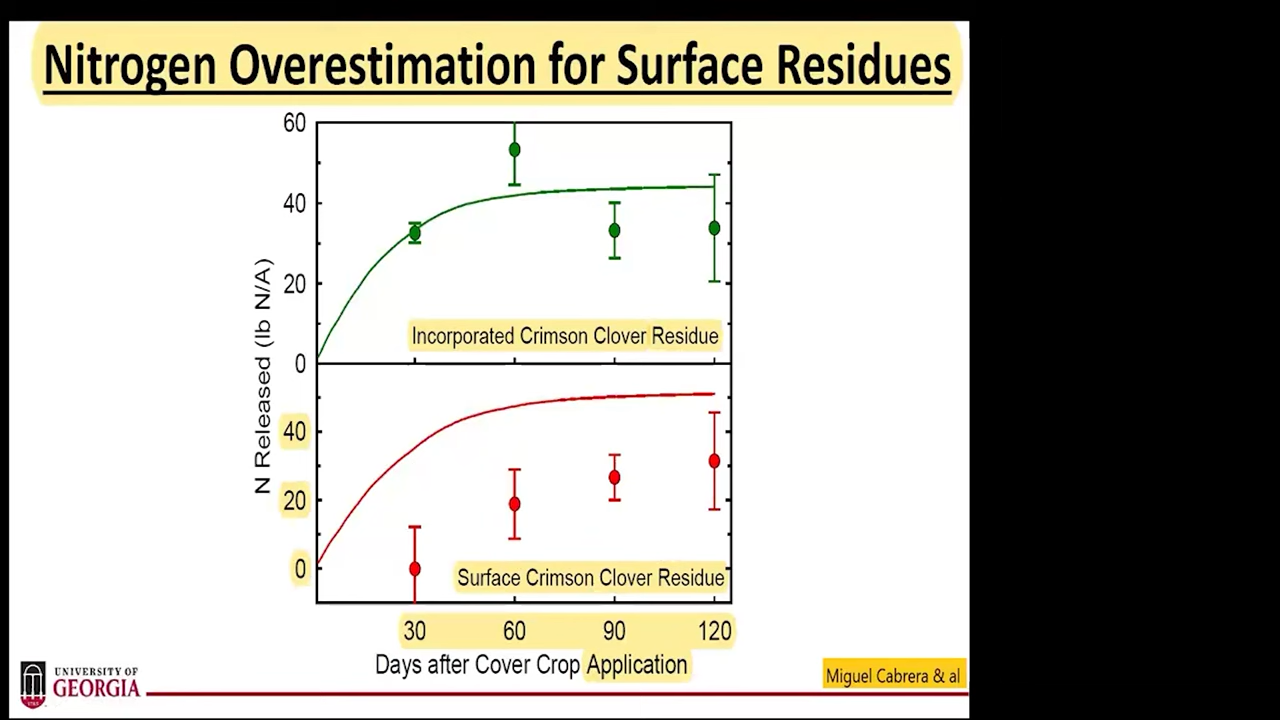 Nitrogen Overestimation for Surface Residues
60
40
20
0
Incorporated Crimson Clover Residue
N Released (lb N/A)
40
20
0
Surface Crimson Clover Residue
30 60 90 120
Days after Cover Crop Application
UNIVERSITY OF
GEORGIA
Miguel Cabrera & al